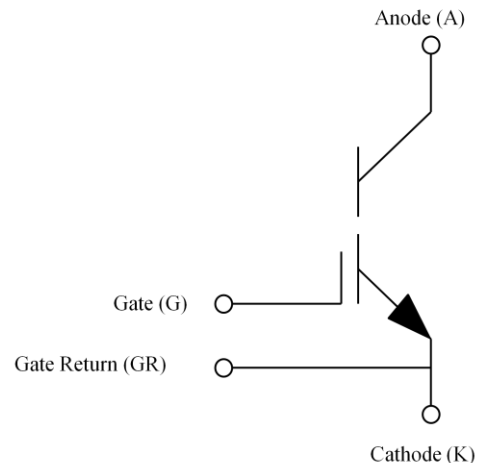 Anode (A)
Gate (G)
Gate Return (GR)
Cathode (K)